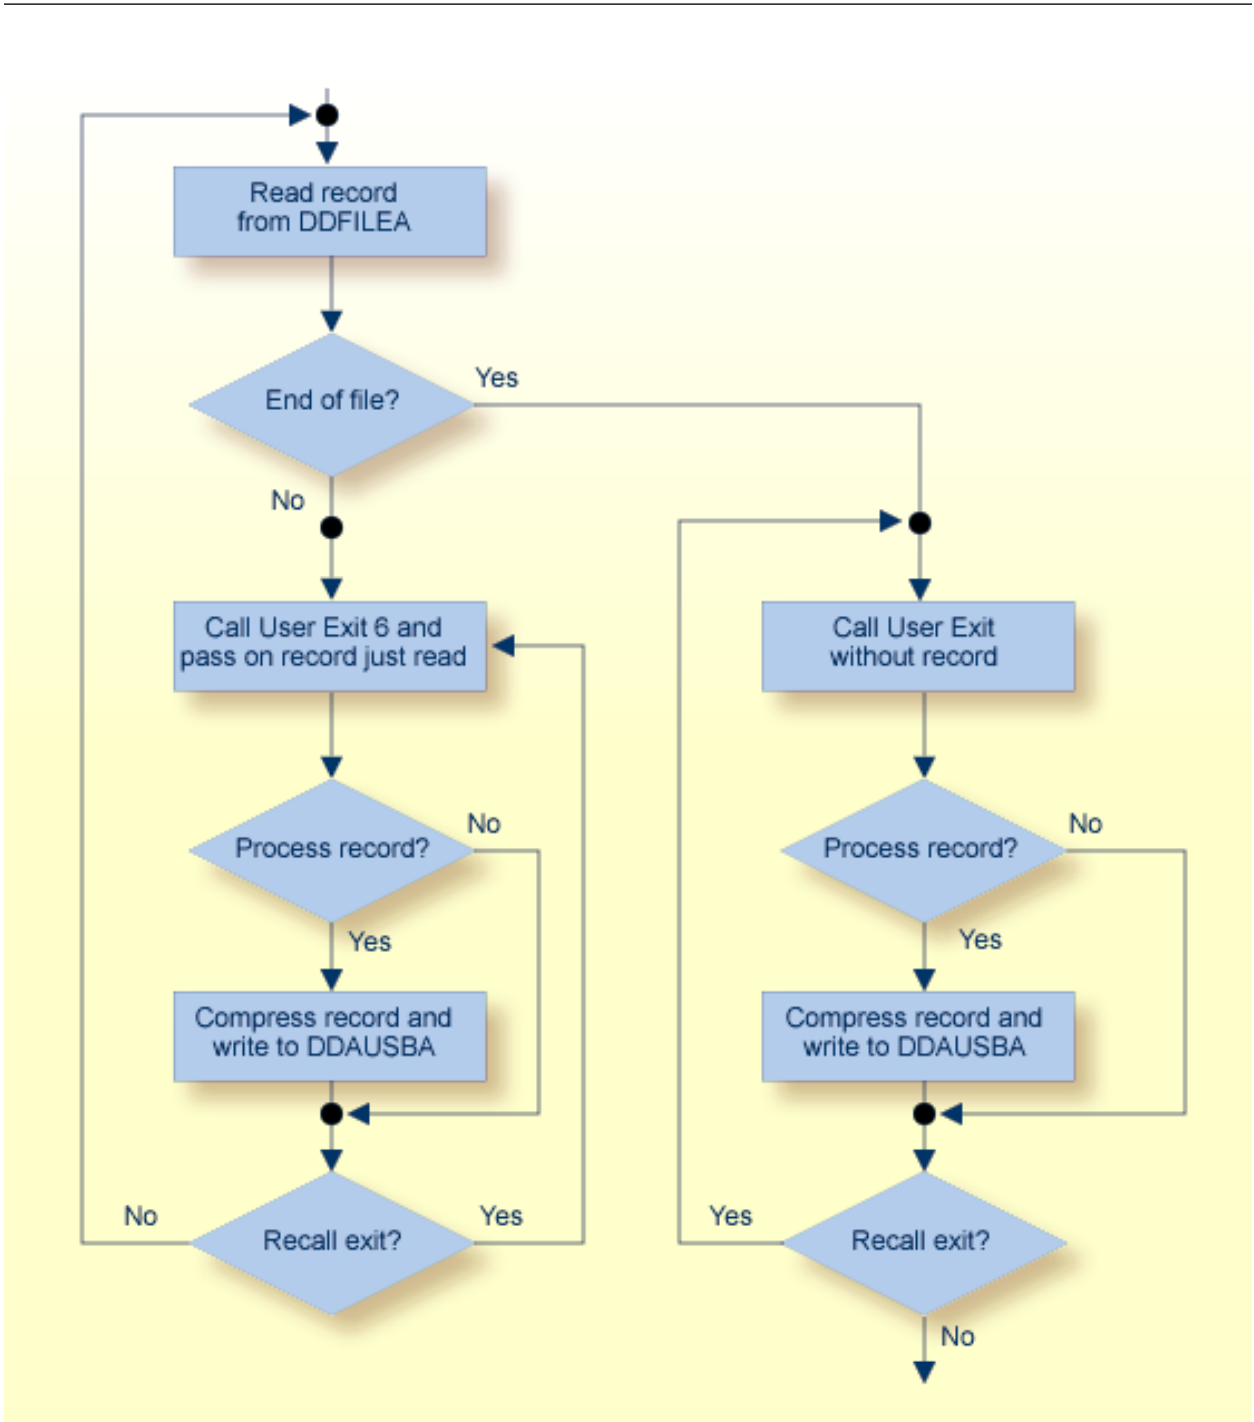 Read record
from DDFILEA
End of file?
Yes
No
Call User Exit 6 and
pass on record just read
Call User Exit
without record
Process record?
No
Process record?
No
Yes
Yes
Compress record and
write to DDAUSBA
Compress record and
write to DDAUSBA
No
Recall exit?
Yes
Yes
Recall exit?
No